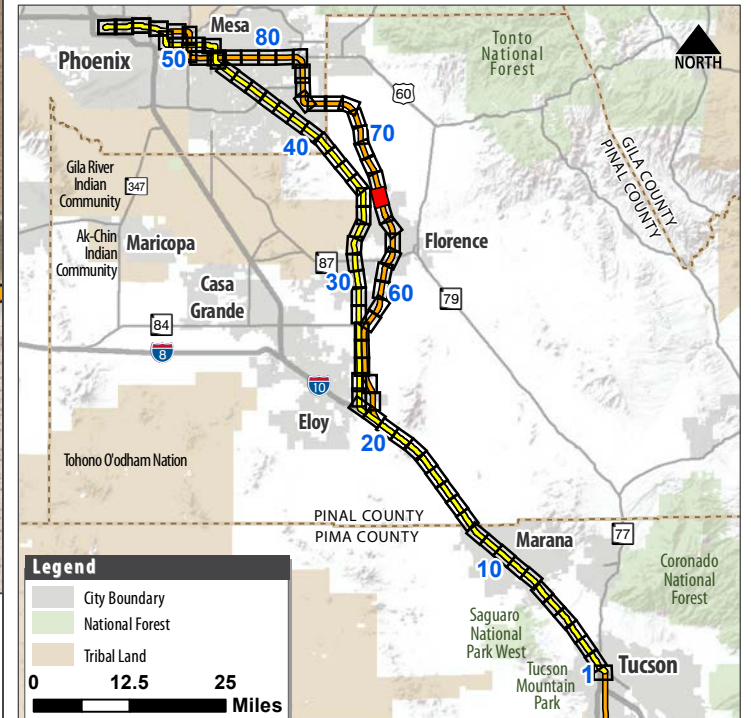 Mesa
80
Phoenix
50
Tonto
National
Forest
NORTH
60
70
40
GILA COUNTY
PINAL COUNTY
Gila River
Indian
Community
347
Ak-Chin
Indian
Community
Maricopa
Florence
87
30
60
Casa
Grande
79
84
8
10
Eloy
20
Tohono O'odham Nation
PINAL COUNTY
PIMA COUNTY
Marana
77
10
Coronado
National
Forest
Saguaro
National
Park West
Tucson
Mountain
Park
1
Tucson
Legend
City Boundary
National Forest
Tribal Land
0 12.5 25
Miles